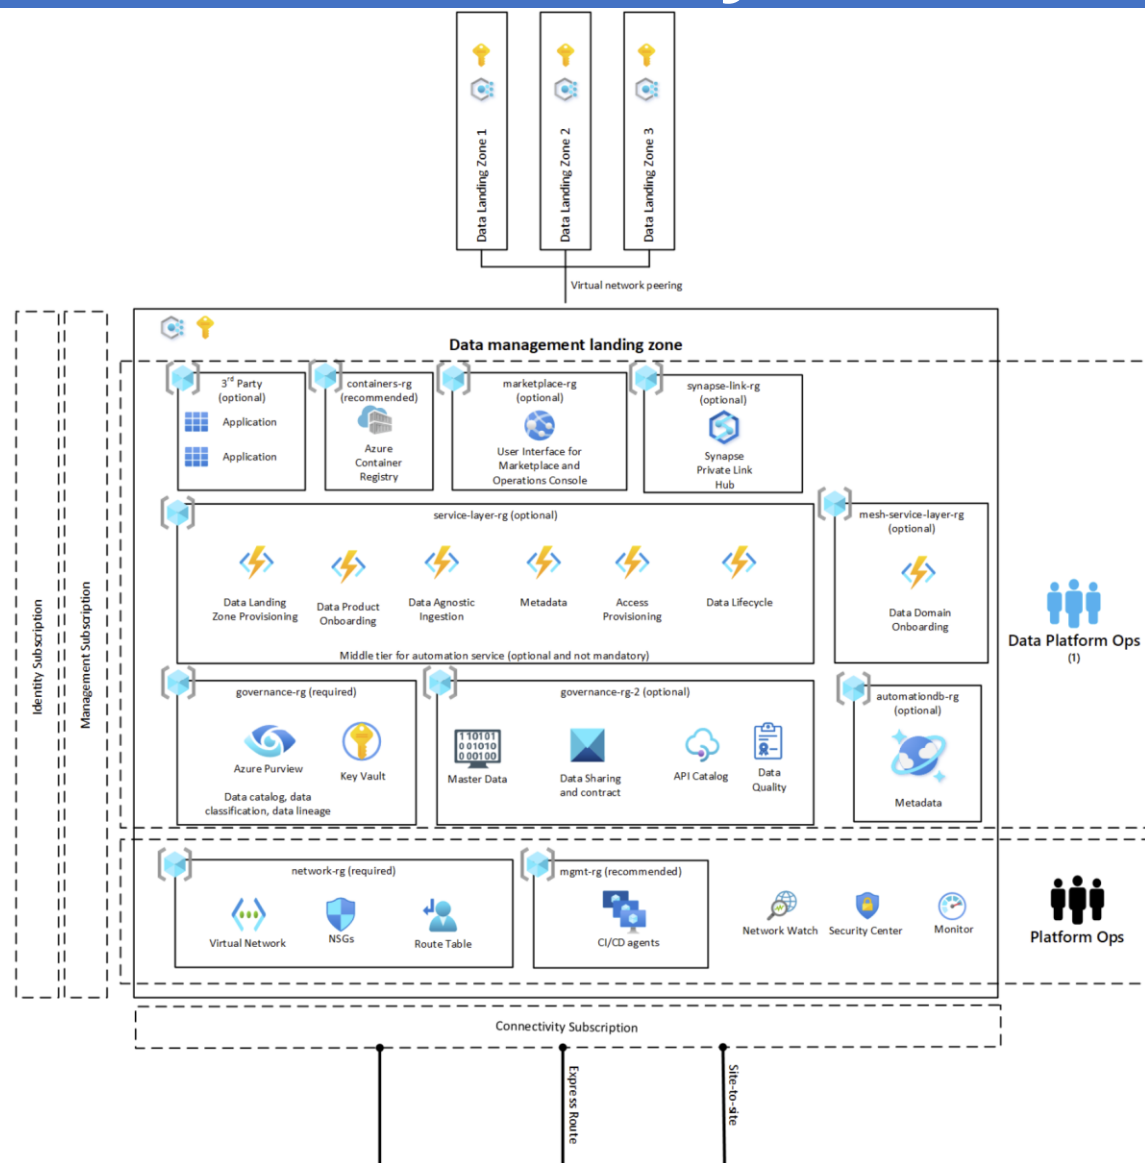 Data Landing Zone 1
Data Landing Zone 2
Data Landing Zone 3
Virtual network peering
Identity Subscription
Management Subscription
Data management landing zone
3rd Party
(optional)
Application
Application
containers-rg
(recommended)
Azure
Container
Registry
marketplace-rg
(optional)
User Interface for
Marketplace and
Operations Console
synapse-link-rg
(optional)
Synapse
Private Link
Hub
service-layer-rg (optional)
Data Landing
Zone Provisioning
Data Product
Onboarding
Data Agnostic
Ingestion
Metadata
Access
Provisioning
Data Lifecycle
Middle tier for automation service (optional and not mandatory)
mesh-service-layer-rg
(optional)
Data Domain
Onboarding
Data Platform Ops
(1)
governance-rg (required)
Azure Purview
Key Vault
Data catalog, data
classification, data lineage
governance-rg-2 (optional)
110101
001010
000100
Master Data
Data Sharing
and contract
API Catalog
Data
Quality
automationdb-rg
(optional)
Metadata
network-rg (required)
Virtual Network
NSGs
Route Table
mgmt-rg (recommended)
CI/CD agents
Network Watch
Security Center
Monitor
Platform Ops
Connectivity Subscription
Express Route
Site-to-site